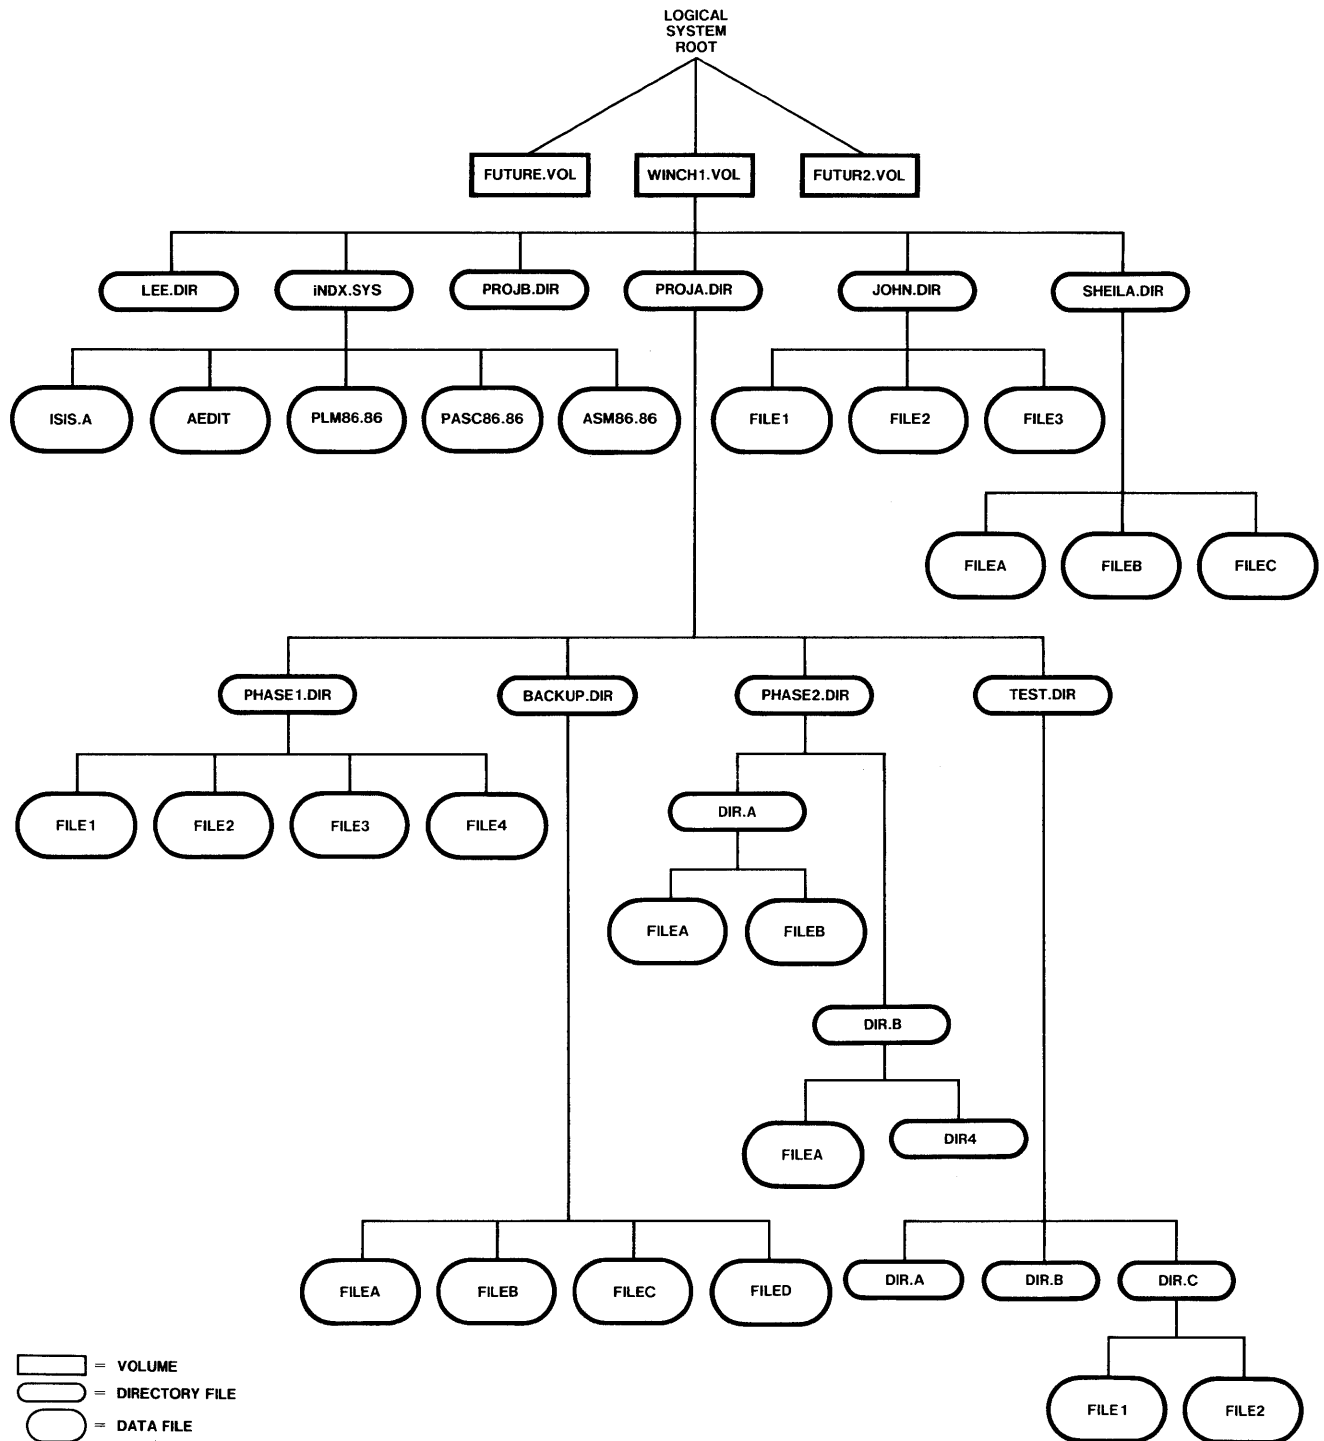 LOGICAL
SYSTEM
ROOT
FUTURE.VOL
WINCH1.VOL
FUTUR2.VOL
LEE.DIR
iNDX.SYS
PROJB.DIR
PROJA.DIR
JOHN.DIR
SHEILA.DIR
ISIS.A
AEDIT
PLM86.86
PASC86.86
ASM86.86
FILE1
FILE2
FILE3
FILEA
FILEB
FILEC
PHASE1.DIR
BACKUP.DIR
PHASE2.DIR
TEST.DIR
FILE1
FILE2
FILE3
FILE4
DIR.A
FILEA
FILEB
DIR.B
FILEA
DIR4
FILEA
FILEB
FILEC
FILED
DIR.A
DIR.B
DIR.C
FILE1
FILE2
= VOLUME
= DIRECTORY FILE
= DATA FILE